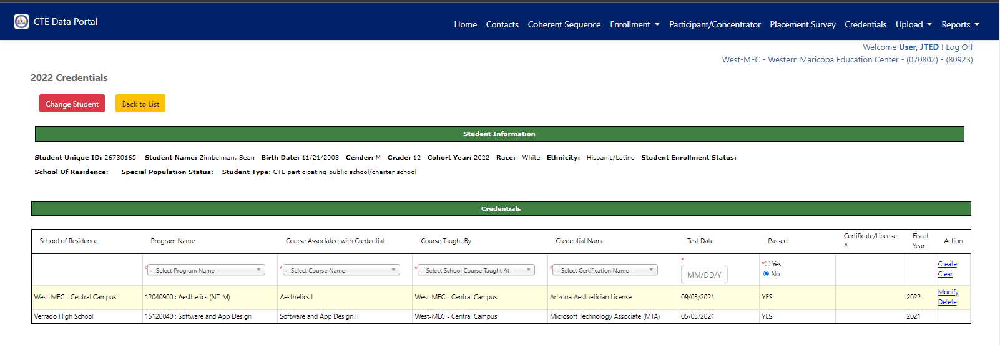 CTE Data Portal
Home Contacts Coherent Sequence Enrollment Participant/Concentrator Placement Survey Credentials Upload Reports
Welcome User, JTED ! Log Off
West-MEC - Western Maricopa Education Center - (070802) - (80923)
2022 Credentials
Change Student Back to List
Student Information
Student Unique ID: 26730165 Student Name: Zimbelman, Sean Birth Date: 11/21/2003 Gender: M Grade: 12 Cohort Year: 2022 Race: White Ethnicity: Hispanic/Latino Student Enrollment Status:
School Of Residence: Special Population Status: Student Type: CTE participating public school/charter school
Credentials
School of Residence Program Name Course Associated with Credential Course Taught By Credential Name Test Date Passed Certificate/License # Fiscal Year Action
*- Select Program Name - *- Select Course Name - *- Select School Course Taught At - *- Select Certification Name - * MM/DD/Y *Yes No Create Clear
West-MEC - Central Campus 12040900 : Aesthetics (NT-M) Aesthetics I West-MEC - Central Campus Arizona Aesthetician License 09/03/2021 YES 2022 Modify Delete
Verrado High School 15120040 : Software and App Design Software and App Design II West-MEC - Central Campus Microsoft Technology Associate (MTA) 05/03/2021 YES 2021